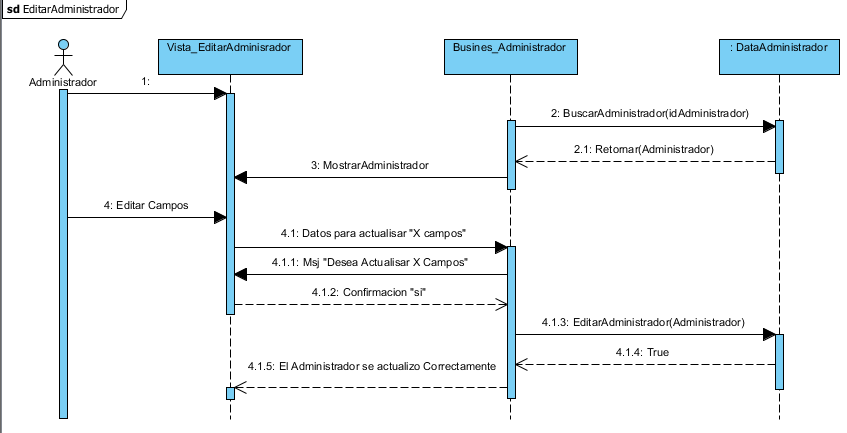 sd EditarAdministrador
Vista_EditarAdminisrador
Busines_Administrador
: DataAdministrador
Administrador
1:
2: BuscarAdministrador(idAdministrador)
2.1: Retornar(Administrador)
3: MostrarAdministrador
4: Editar Campos
4.1: Datos para actualisar "X campos"
4.1.1: Msj "Desea Actualisar X Campos"
4.1.2: Confirmacion "si"
4.1.3: EditarAdministrador(Administrador)
4.1.4: True
4.1.5: El Administrador se actualizo Correctamente